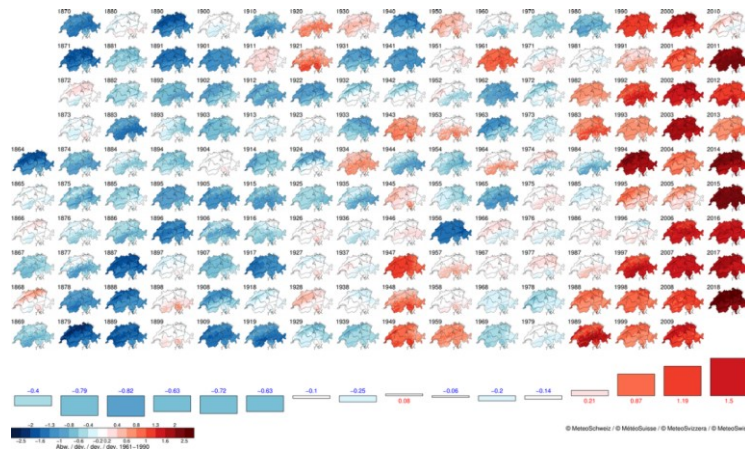 1870 1880 1890 1900 1910 1920 1930 1940 1950 1960 1970 1980 1990 2000 2010
1871 1881 1891 1901 1911 1921 1931 1941 1951 1961 1971 1981 1991 2001 2011
1872 1882 1892 1902 1912 1922 1932 1942 1952 1962 1972 1982 1992 2002 2012
1873 1883 1893 1903 1913 1923 1933 1943 1953 1963 1973 1983 1993 2003 2013
1864 1874 1884 1894 1904 1914 1924 1934 1944 1954 1964 1974 1984 1994 2004 2014
1865 1875 1885 1895 1905 1915 1925 1935 1945 1955 1965 1975 1985 1995 2005 2015
1866 1876 1886 1896 1906 1916 1926 1936 1946 1956 1966 1976 1986 1996 2006 2016
1867 1877 1887 1897 1907 1917 1927 1937 1947 1957 1967 1977 1987 1997 2007 2017
1868 1878 1888 1898 1908 1918 1928 1938 1948 1958 1968 1978 1988 1998 2008 2018
1869 1879 1889 1899 1909 1919 1929 1939 1949 1959 1969 1979 1989 1999 2009
-0.4 -0.79 -0.82 -0.63 -0.72 -0.63 -0.1 -0.25 0.09 -0.06 -0.2 -0.14 0.21 0.87 1.19 1.5
-2 -1.3 -0.8 -0.4 0.4 0.8 1.3 2
-2.5 -1.6 -1 -0.6 -0.2 0.2 0.6 1 1.6 2.5
Abw. / dév. / dev. / dev. 1961-1990
© MeteoSchweiz / © MétéoSuisse / © MeteoSvizzera / © MeteoSwi